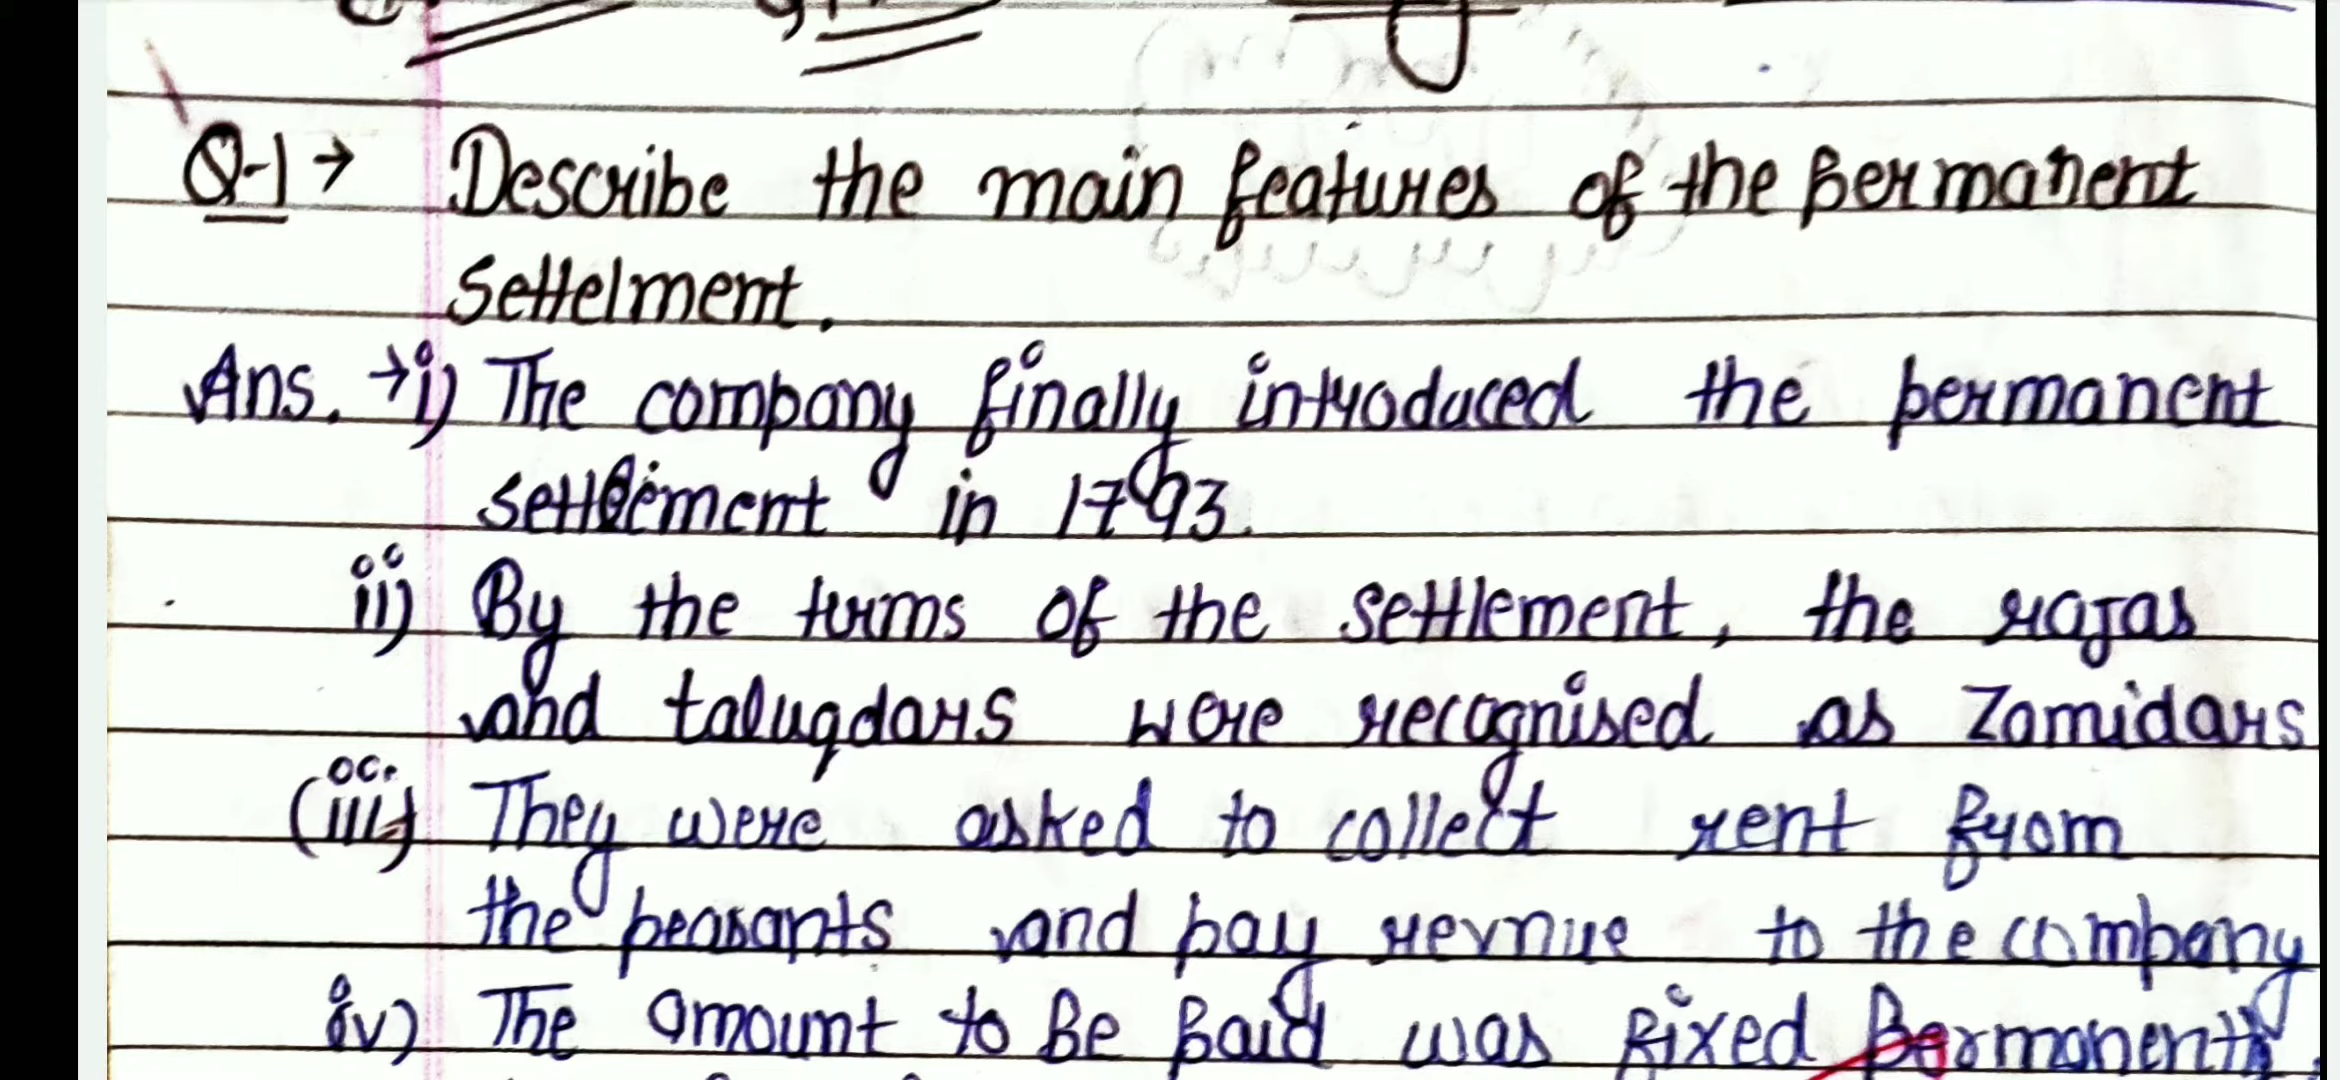 Q-1 → Describe the main features of the Permanent
Settelment.
Ans. → i) The company finally introduced the permanent
settlement in 1793.
ii) By the terms of the settlement, the rajas
and taluqdars were recognised as Zamidars
(iii) They were asked to collect rent from
the peasants and pay revnue to the company
iv) The amount to Be Paid was Fixed Permanently